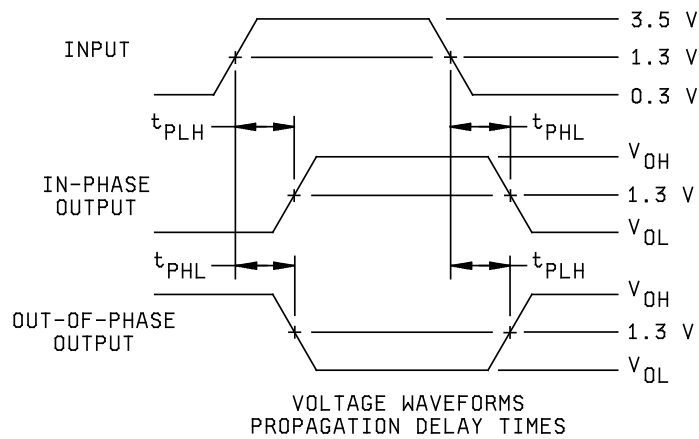 3.5 V
INPUT
1.3 V
0.3 V
tPLH
tPHL
VOH
IN-PHASE
OUTPUT
1.3 V
VOL
tPHL
tPLH
VOH
OUT-OF-PHASE
OUTPUT
1.3 V
VOL
VOLTAGE WAVEFORMS
PROPAGATION DELAY TIMES